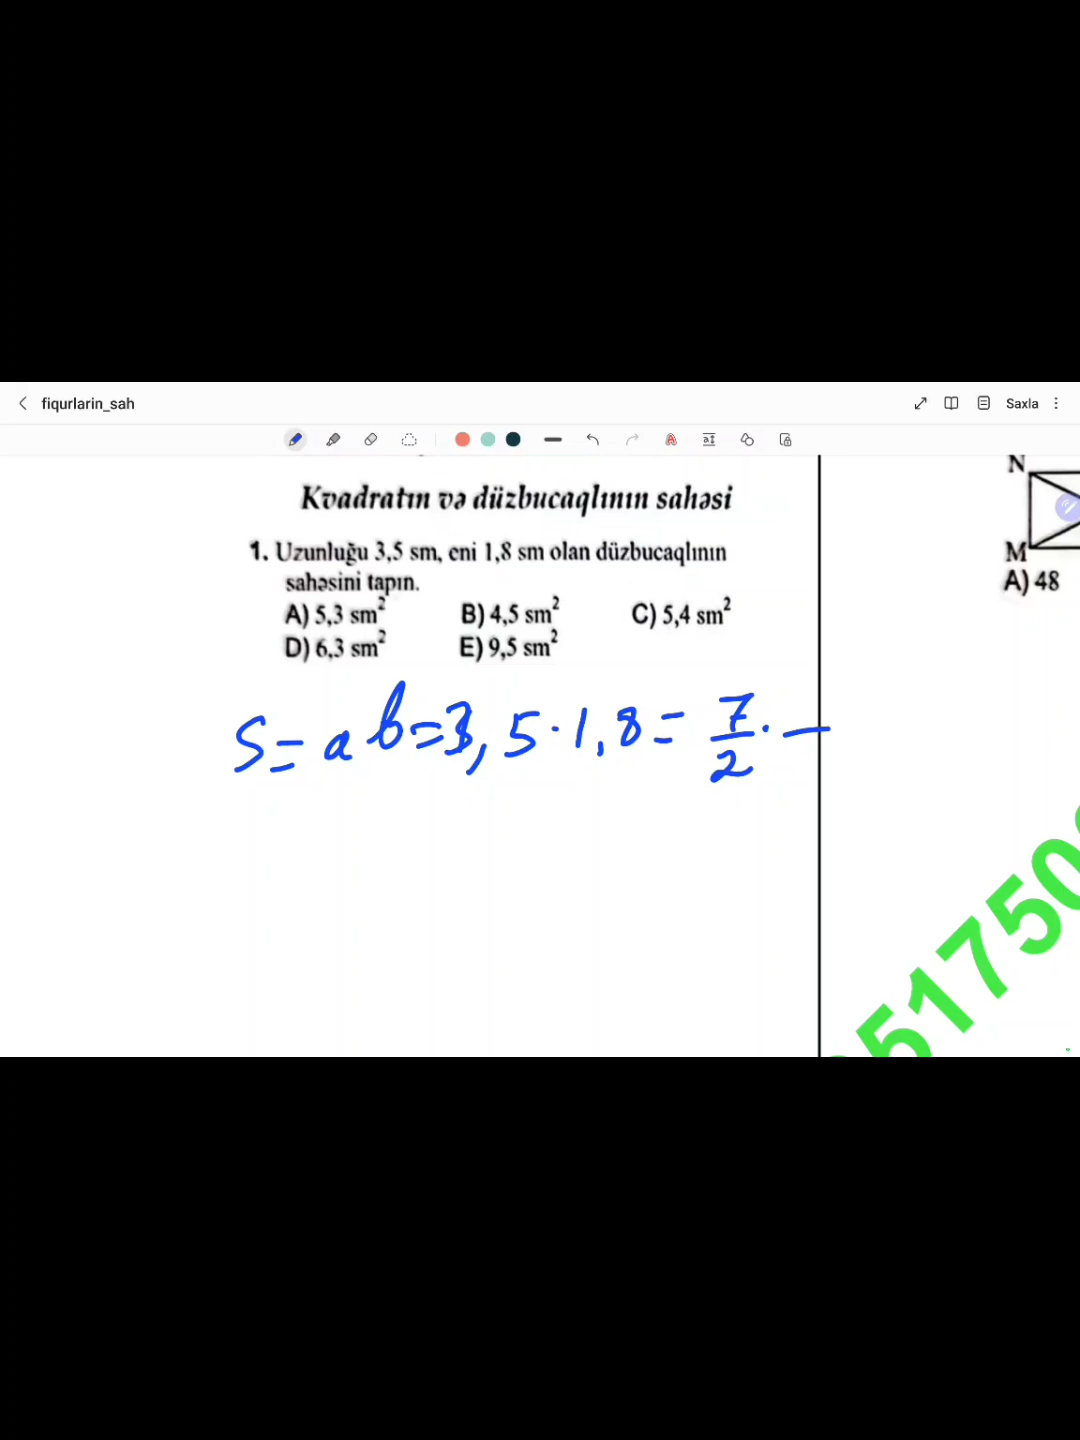 fiqurlarin_sah
Saxla
Kvadratın və düzbucaqlının sahəsi
1. Uzunluğu 3,5 sm, eni 1,8 sm olan düzbucaqlının
sahəsini tapın.
A) 5,3 sm² B) 4,5 sm² C) 5,4 sm²
D) 6,3 sm² E) 9,5 sm²
S = a b = 3,5 · 1,8 = 7/2 · —
N
M
A) 48
51750